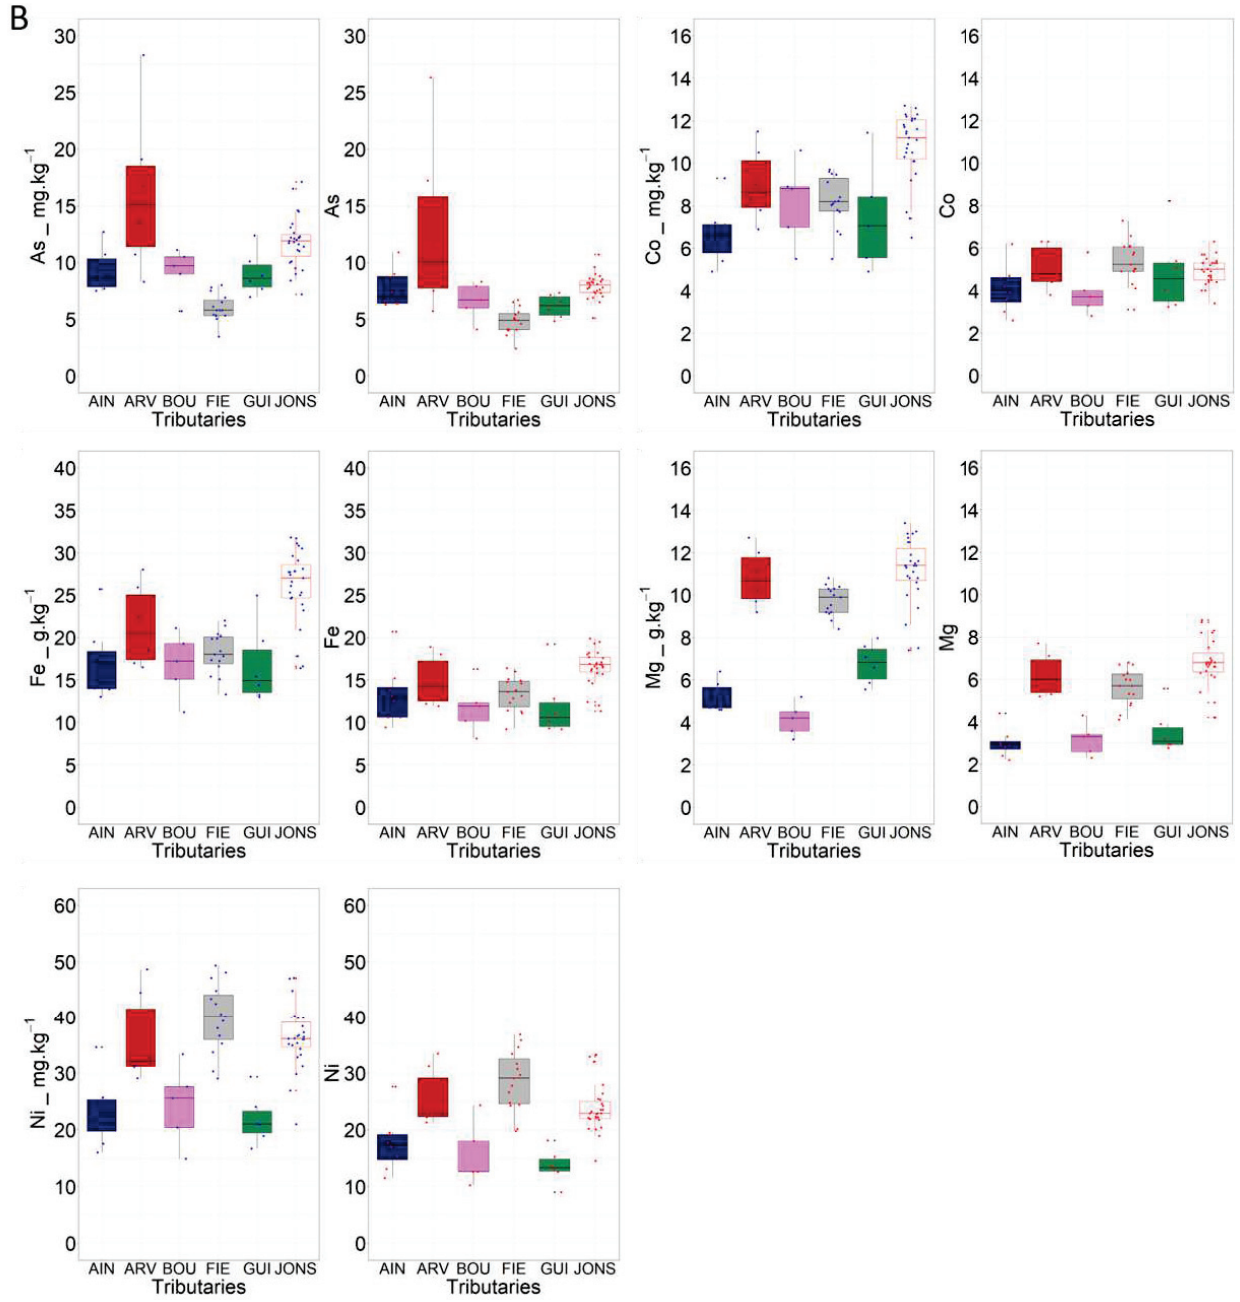 B
As _ mg.kg⁻¹
30
25
20
15
10
5
0
AIN ARV BOU FIE GUI JONS
Tributaries
As
30
25
20
15
10
5
0
AIN ARV BOU FIE GUI JONS
Tributaries
Co _ mg.kg⁻¹
16
14
12
10
8
6
4
2
0
AIN ARV BOU FIE GUI JONS
Tributaries
Co
16
14
12
10
8
6
4
2
0
AIN ARV BOU FIE GUI JONS
Tributaries
Fe _ g.kg⁻¹
40
35
30
25
20
15
10
5
0
AIN ARV BOU FIE GUI JONS
Tributaries
Fe
40
35
30
25
20
15
10
5
0
AIN ARV BOU FIE GUI JONS
Tributaries
Mg _ g.kg⁻¹
16
14
12
10
8
6
4
2
0
AIN ARV BOU FIE GUI JONS
Tributaries
Mg
16
14
12
10
8
6
4
2
0
AIN ARV BOU FIE GUI JONS
Tributaries
Ni _ mg.kg⁻¹
60
50
40
30
20
10
0
AIN ARV BOU FIE GUI JONS
Tributaries
Ni
60
50
40
30
20
10
0
AIN ARV BOU FIE GUI JONS
Tributaries